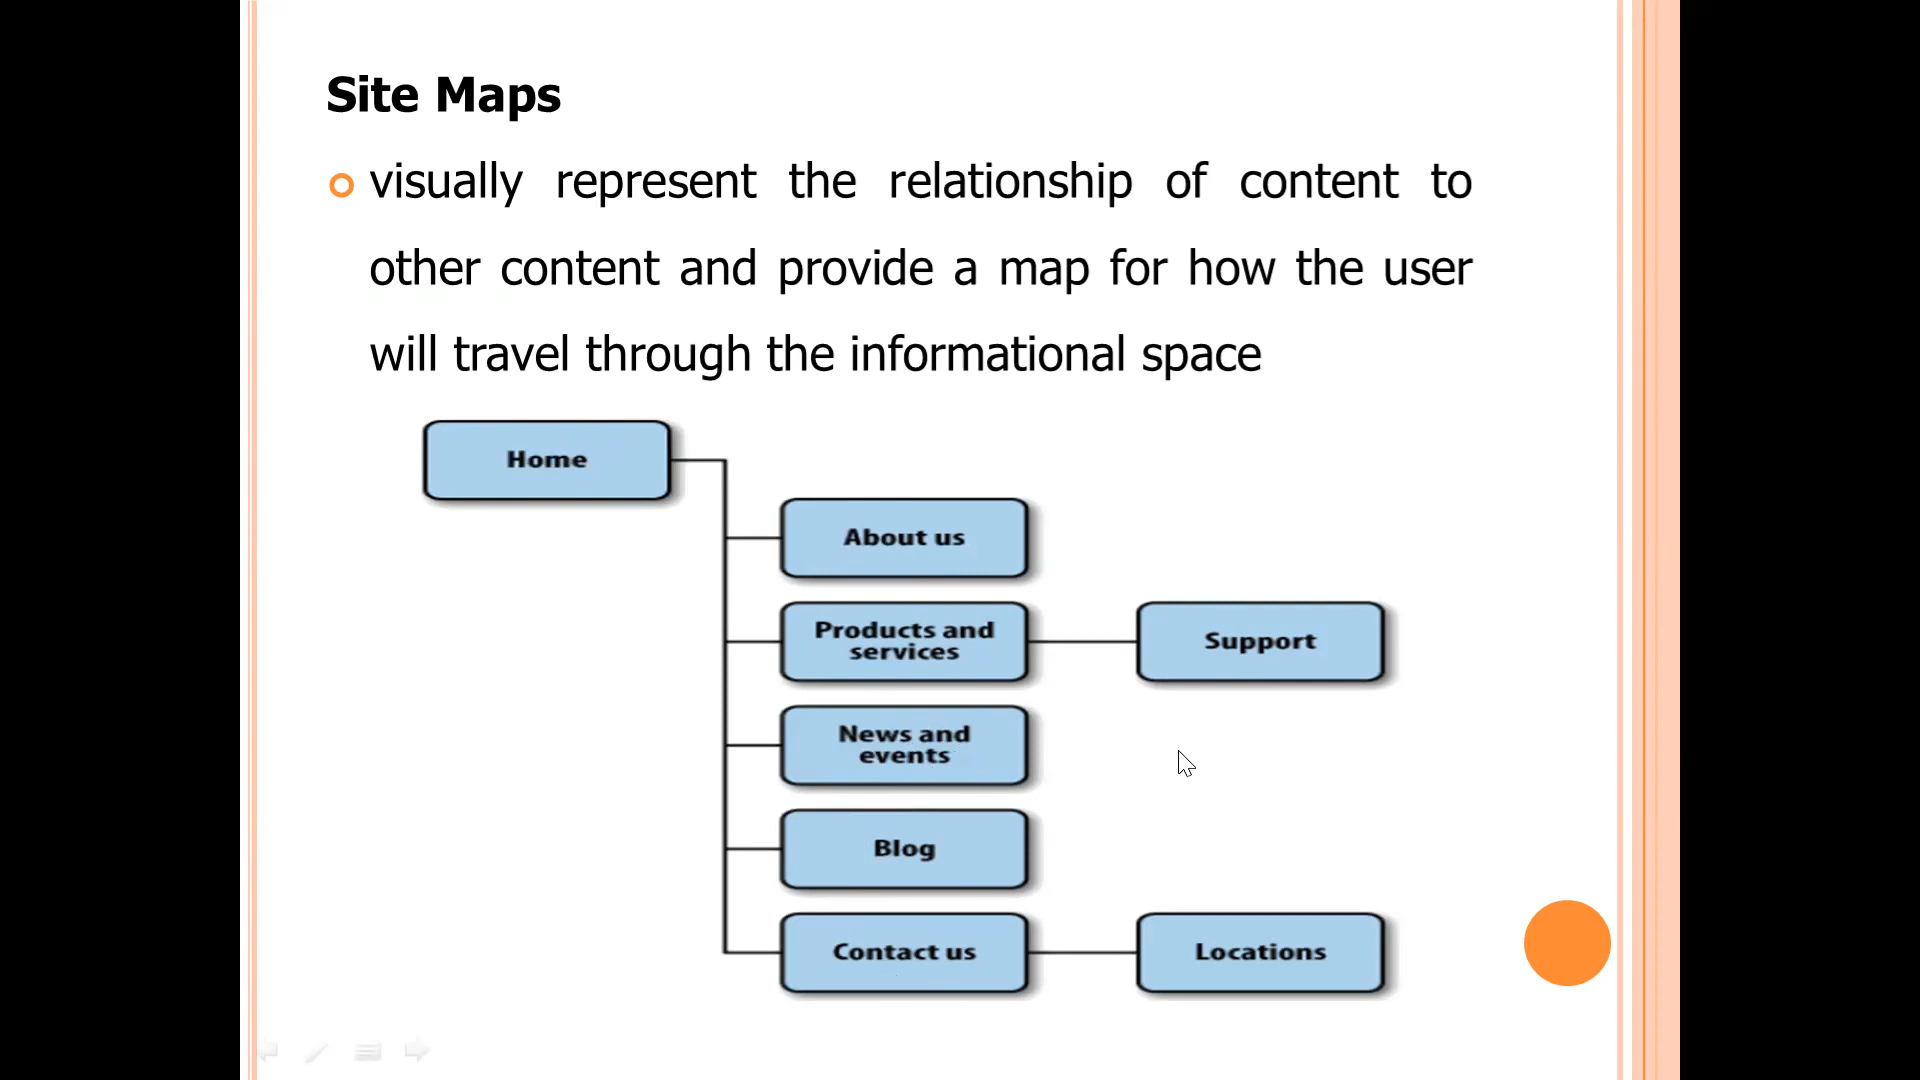 Site Maps
visually represent the relationship of content to
other content and provide a map for how the user
will travel through the informational space
Home
About us
Products and
services
Support
News and
events
Blog
Contact us
Locations